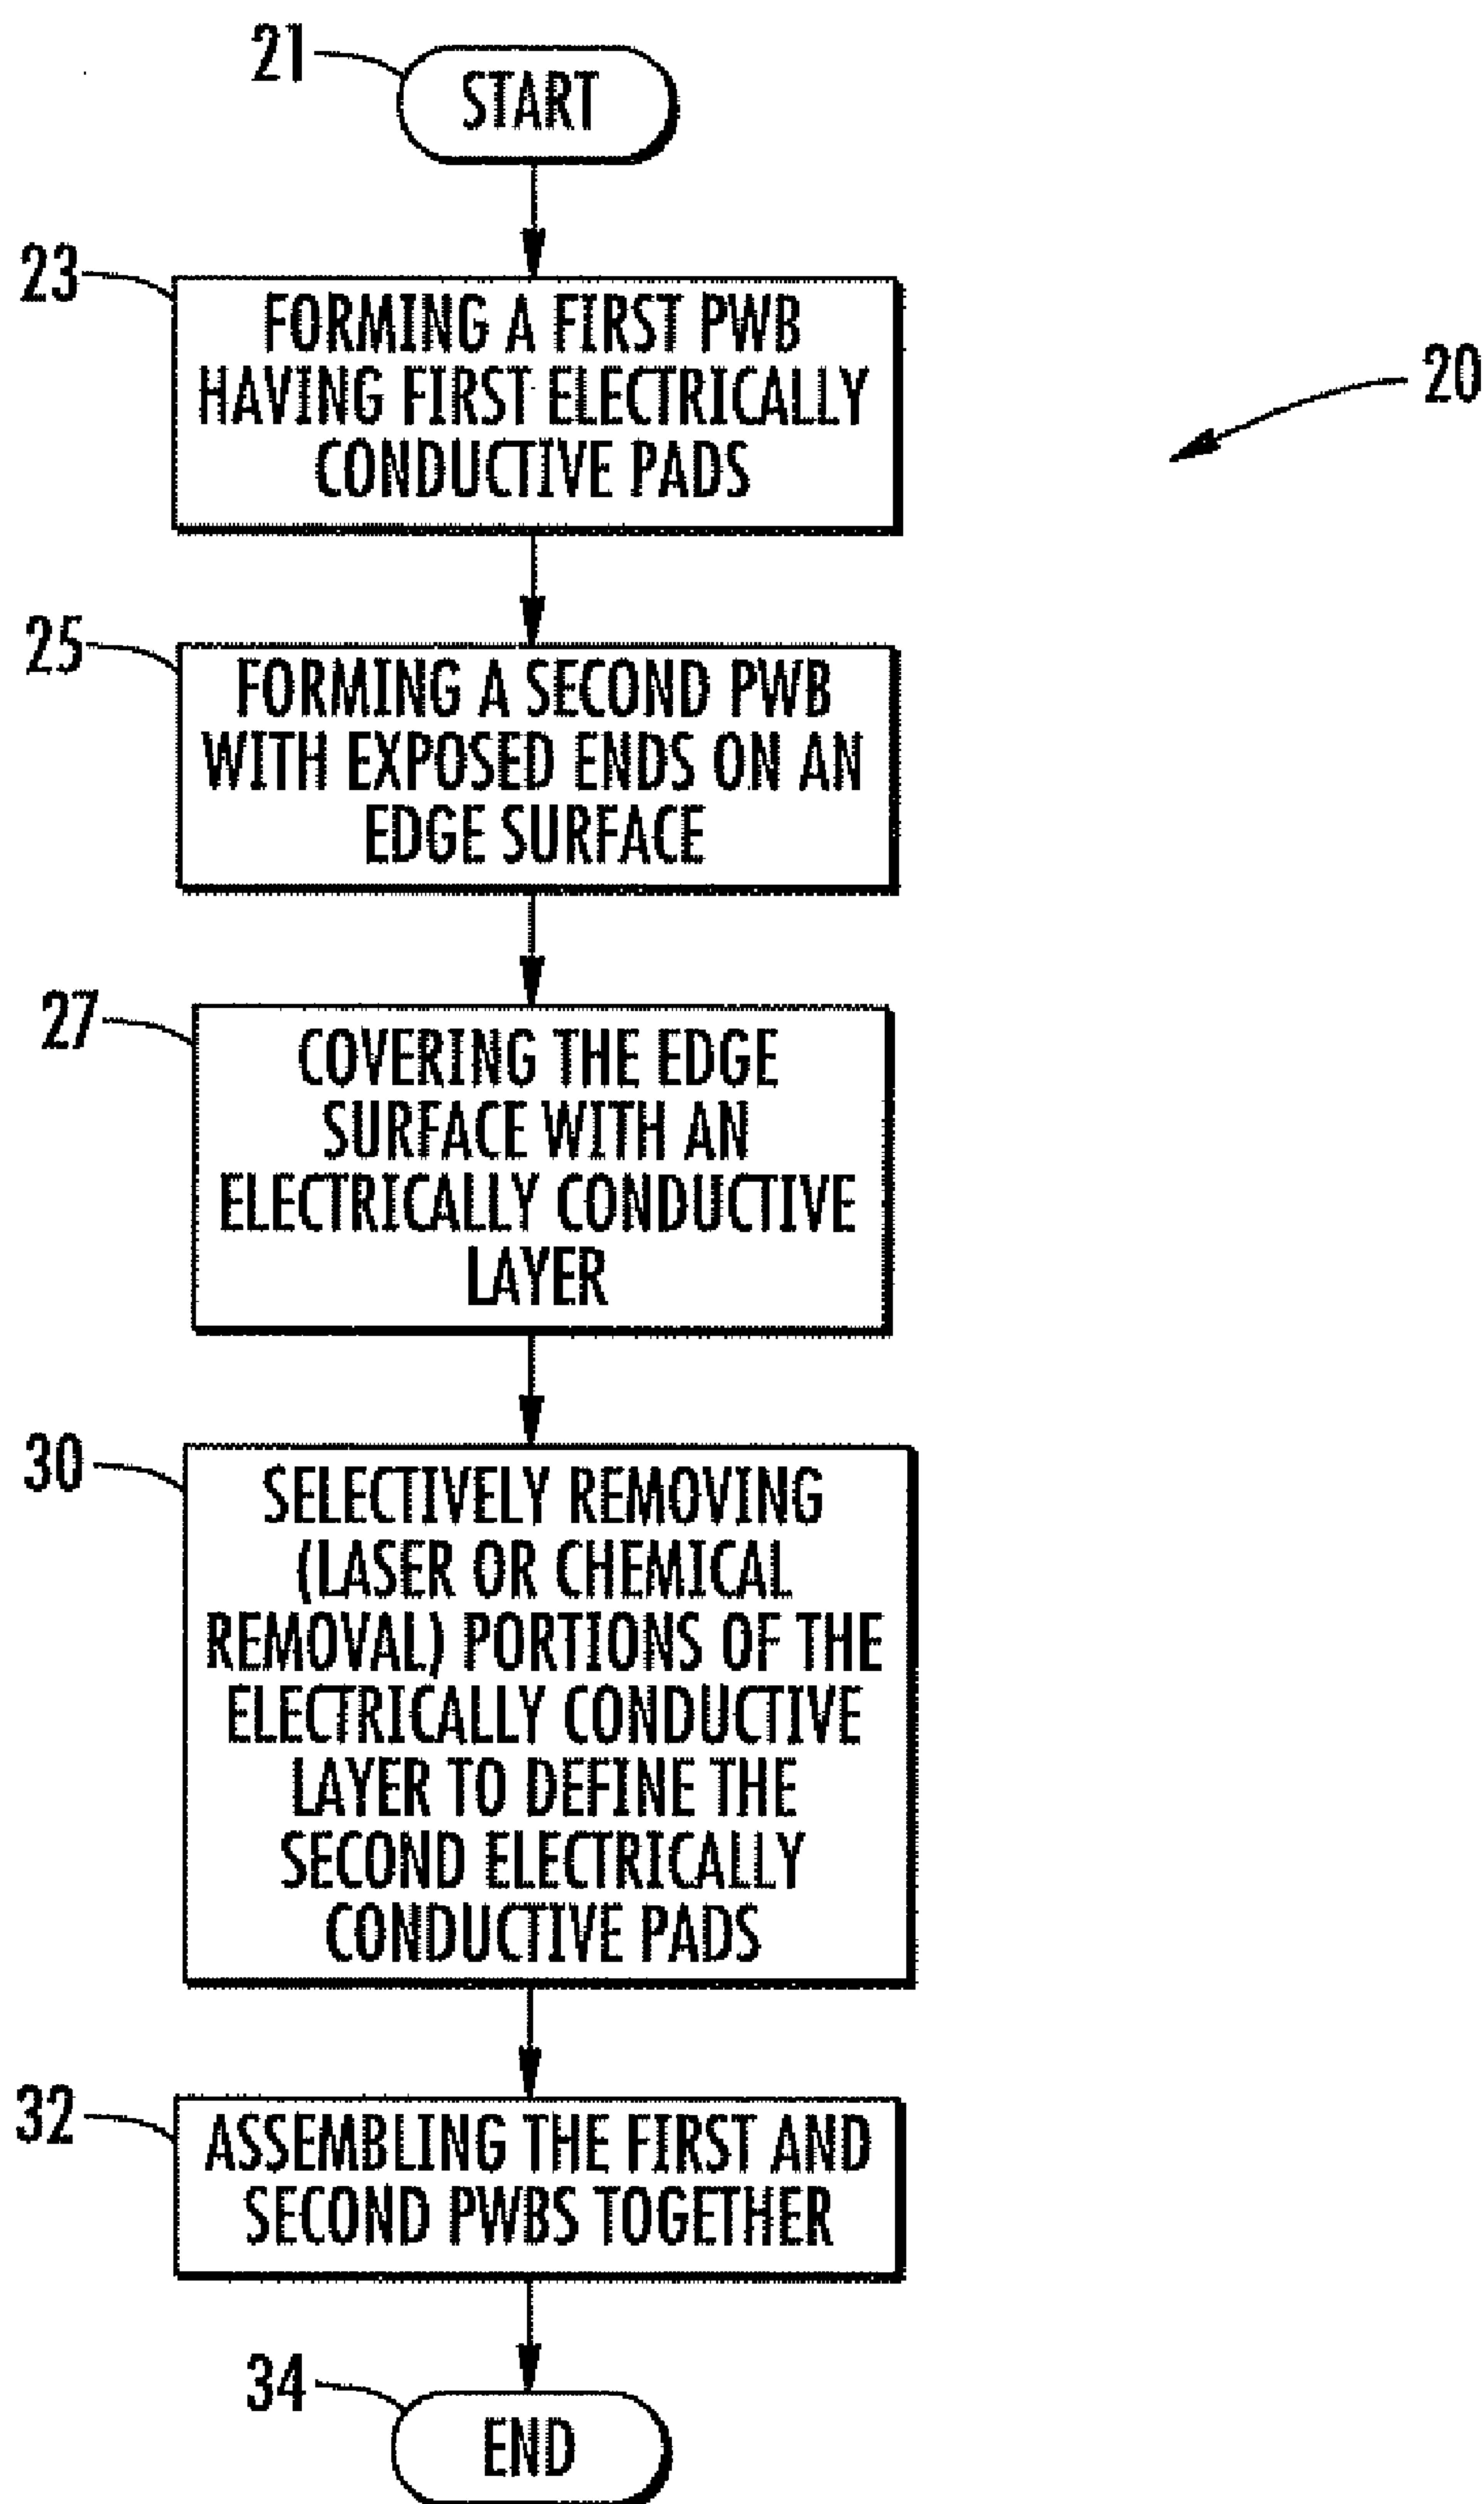 21
START
23
FORMING A FIRST PWB
HAVING FIRST ELECTRICALLY
CONDUCTIVE PADS
20
25
FORMING A SECOND PWB
WITH EXPOSED ENDS ON AN
EDGE SURFACE
27
COVERING THE EDGE
SURFACE WITH AN
ELECTRICALLY CONDUCTIVE
LAYER
30
SELECTIVELY REMOVING
(LASER OR CHEMICAL
REMOVAL) PORTIONS OF THE
ELECTRICALLY CONDUCTIVE
LAYER TO DEFINE THE
SECOND ELECTRICALLY
CONDUCTIVE PADS
32
ASSEMBLING THE FIRST AND
SECOND PWBS TOGETHER
34
END